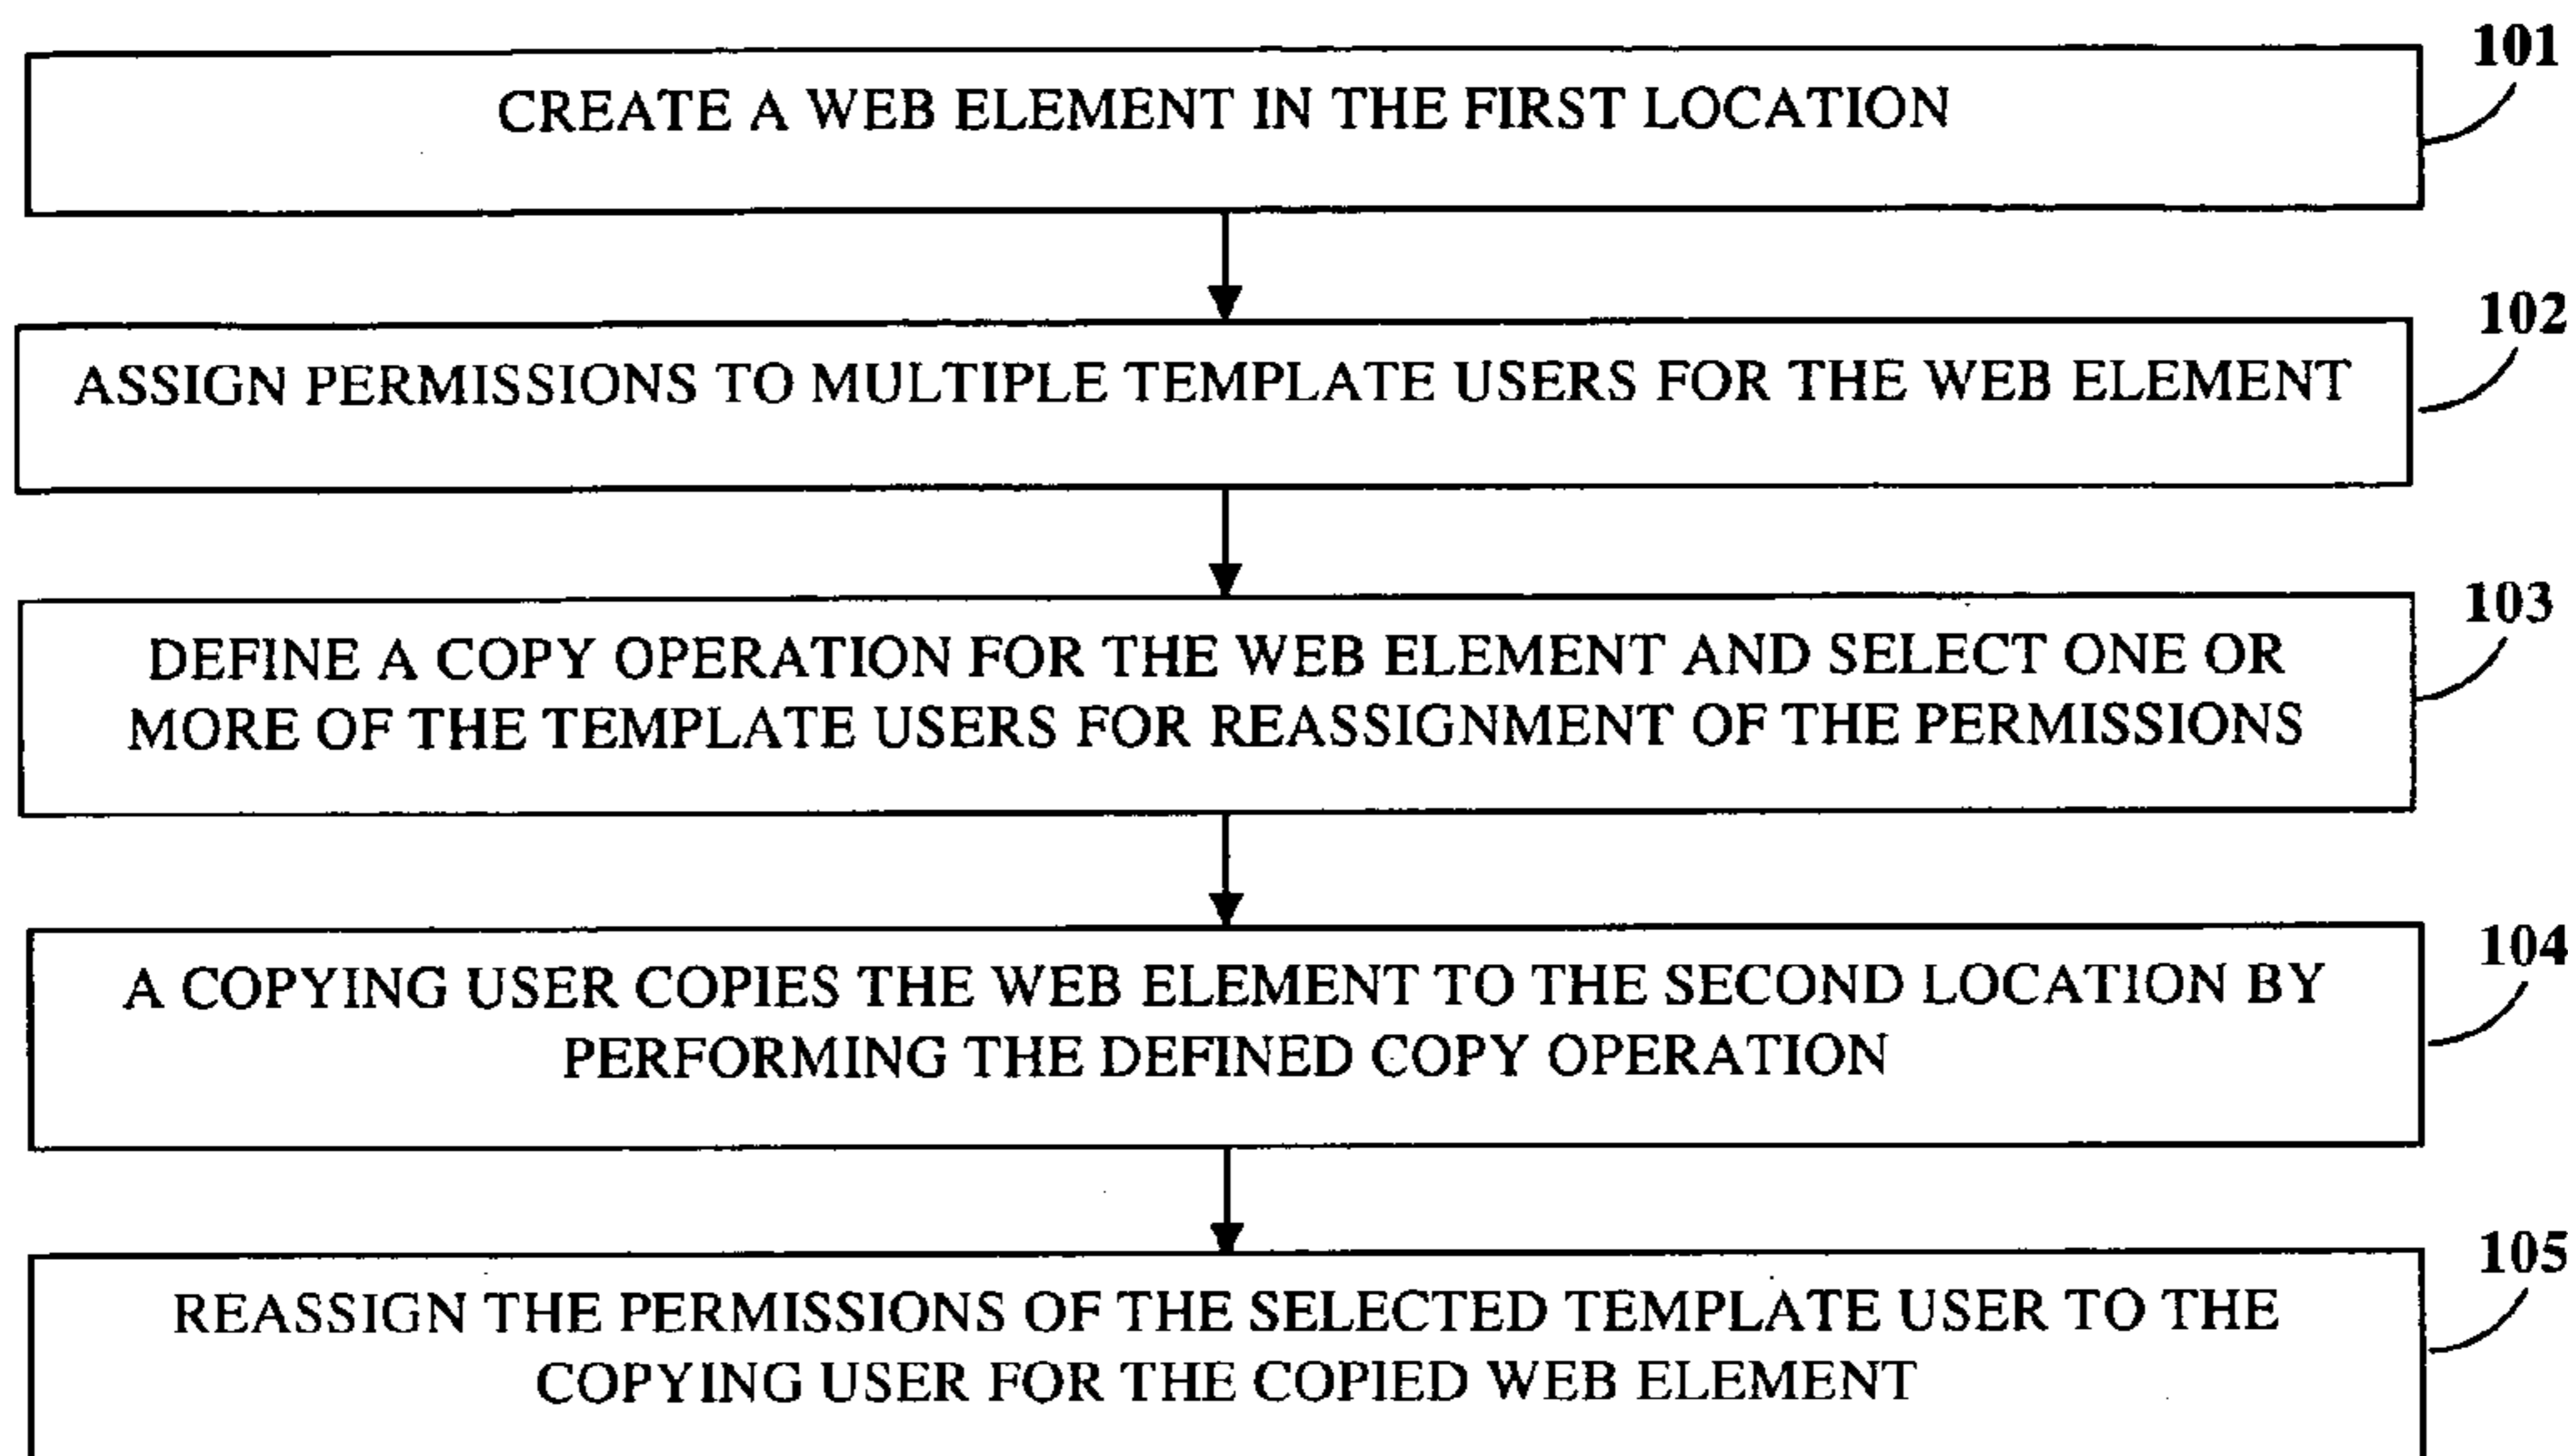 101
CREATE A WEB ELEMENT IN THE FIRST LOCATION
102
ASSIGN PERMISSIONS TO MULTIPLE TEMPLATE USERS FOR THE WEB ELEMENT
103
DEFINE A COPY OPERATION FOR THE WEB ELEMENT AND SELECT ONE OR
MORE OF THE TEMPLATE USERS FOR REASSIGNMENT OF THE PERMISSIONS
104
A COPYING USER COPIES THE WEB ELEMENT TO THE SECOND LOCATION BY
PERFORMING THE DEFINED COPY OPERATION
105
REASSIGN THE PERMISSIONS OF THE SELECTED TEMPLATE USER TO THE
COPYING USER FOR THE COPIED WEB ELEMENT